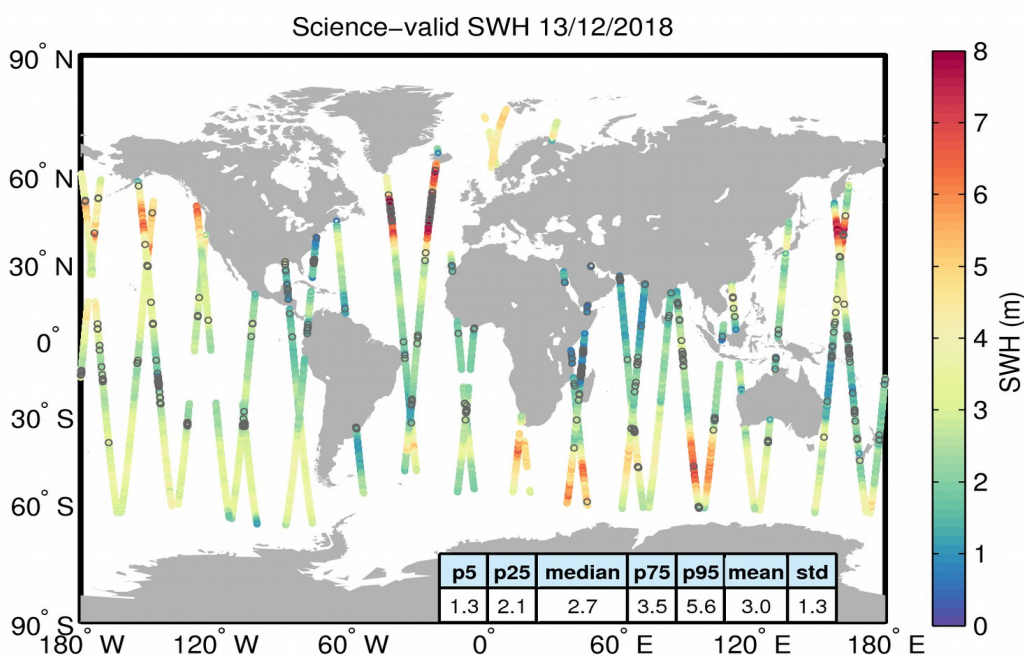 Science−valid SWH 13/12/2018
90° N
60° N
30° N
0°
30° S
60° S
90° S
180° W
120° W
60° W
0°
60° E
120° E
180° E
p5 p25 median p75 p95 mean std
1.3 2.1 2.7 3.5 5.6 3.0 1.3
8
7
6
5
4
3
2
1
0
SWH (m)